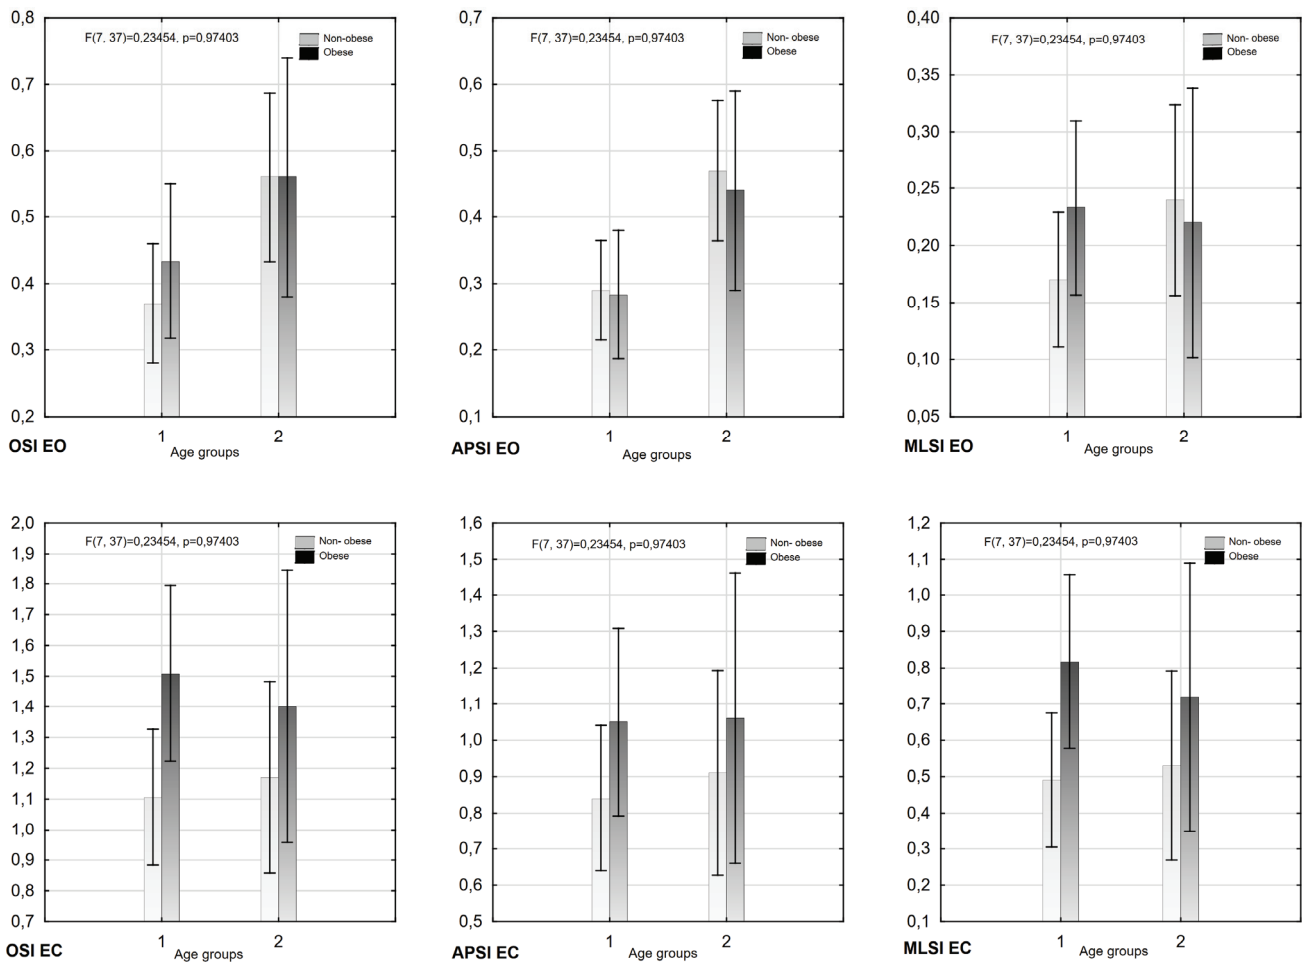 0,8
F(7, 37)=0,23454, p=0,97403
Non-obese
Obese
0,7
0,6
0,5
0,4
0,3
0,2
1
2
OSI EO
Age groups
0,7
F(7, 37)=0,23454, p=0,97403
Non- obese
Obese
0,6
0,5
0,4
0,3
0,2
0,1
1
2
APSI EO
Age groups
0,40
F(7, 37)=0,23454, p=0,97403
Non- obese
Obese
0,35
0,30
0,25
0,20
0,15
0,10
0,05
1
2
MLSI EO
Age groups
2,0
F(7, 37)=0,23454, p=0,97403
Non- obese
Obese
1,9
1,8
1,7
1,6
1,5
1,4
1,3
1,2
1,1
1,0
0,9
0,8
0,7
1
2
OSI EC
Age groups
1,6
F(7, 37)=0,23454, p=0,97403
Non- obese
Obese
1,5
1,4
1,3
1,2
1,1
1,0
0,9
0,8
0,7
0,6
0,5
1
2
APSI EC
Age groups
1,2
F(7, 37)=0,23454, p=0,97403
Non- obese
Obese
1,1
1,0
0,9
0,8
0,7
0,6
0,5
0,4
0,3
0,2
0,1
1
2
MLSI EC
Age groups